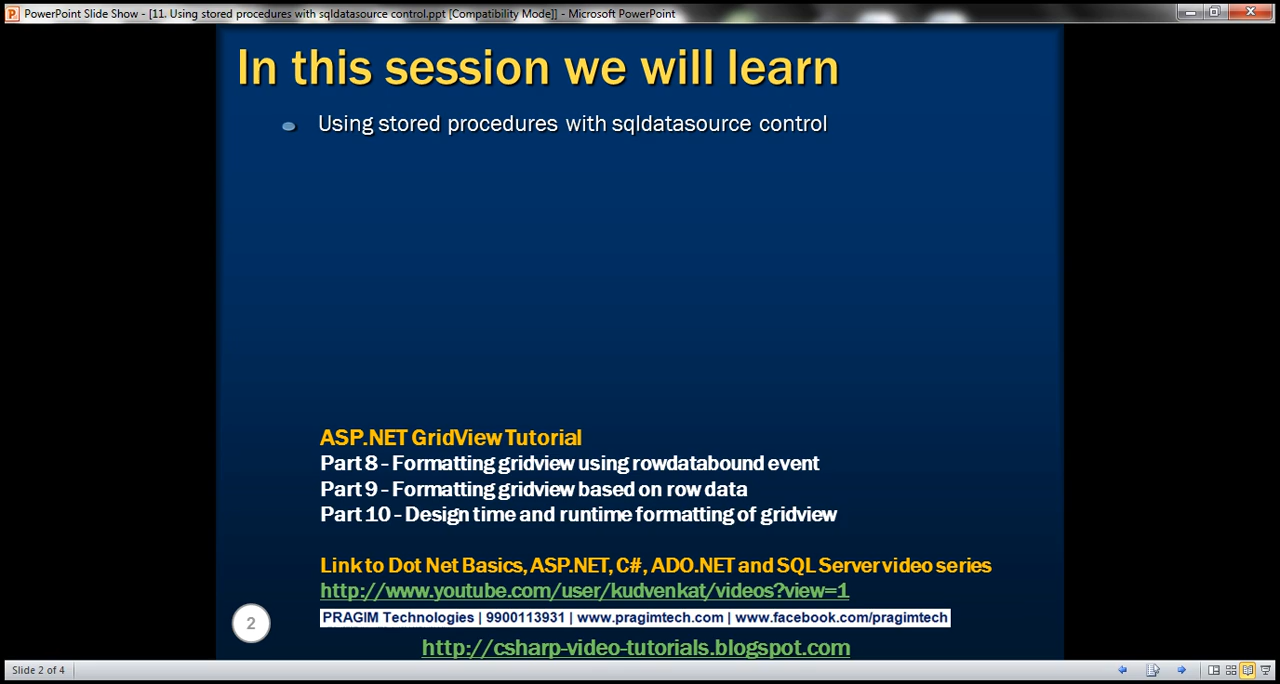 PowerPoint Slide Show - [11. Using stored procedures with sqldatasource control.ppt [Compatibility Mode]] - Microsoft PowerPoint
In this session we will learn
Using stored procedures with sqldatasource control
ASP.NET GridView Tutorial
Part 8 - Formatting gridview using rowdatabound event
Part 9 - Formatting gridview based on row data
Part 10 - Design time and runtime formatting of gridview
Link to Dot Net Basics, ASP.NET, C#, ADO.NET and SQL Server video series
http://www.youtube.com/user/kudvenkat/videos?view=1
PRAGIM Technologies | 9900113931 | www.pragimtech.com | www.facebook.com/pragimtech
2
http://csharp-video-tutorials.blogspot.com
Slide 2 of 4